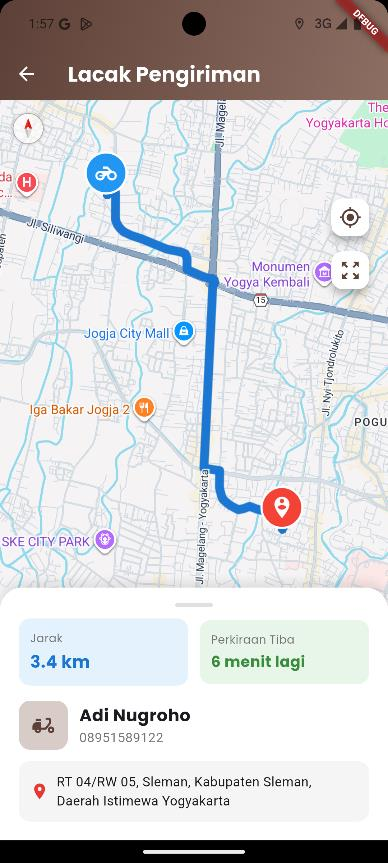 1:57
3G
DEBUG
Lacak Pengiriman
The
Yogyakarta Ho
Jl. Magel
da
c...
Jl. Siliwangi
Monumen
Yogya Kembali
15
Jogja City Mall
Jl. Nyi Tjondrolukito
Iga Bakar Jogja 2
POGU
Jl. Magelang - Yogyakarta
SKE CITY PARK
Jarak
3.4 km
Perkiraan Tiba
6 menit lagi
Adi Nugroho
08951589122
RT 04/RW 05, Sleman, Kabupaten Sleman,
Daerah Istimewa Yogyakarta